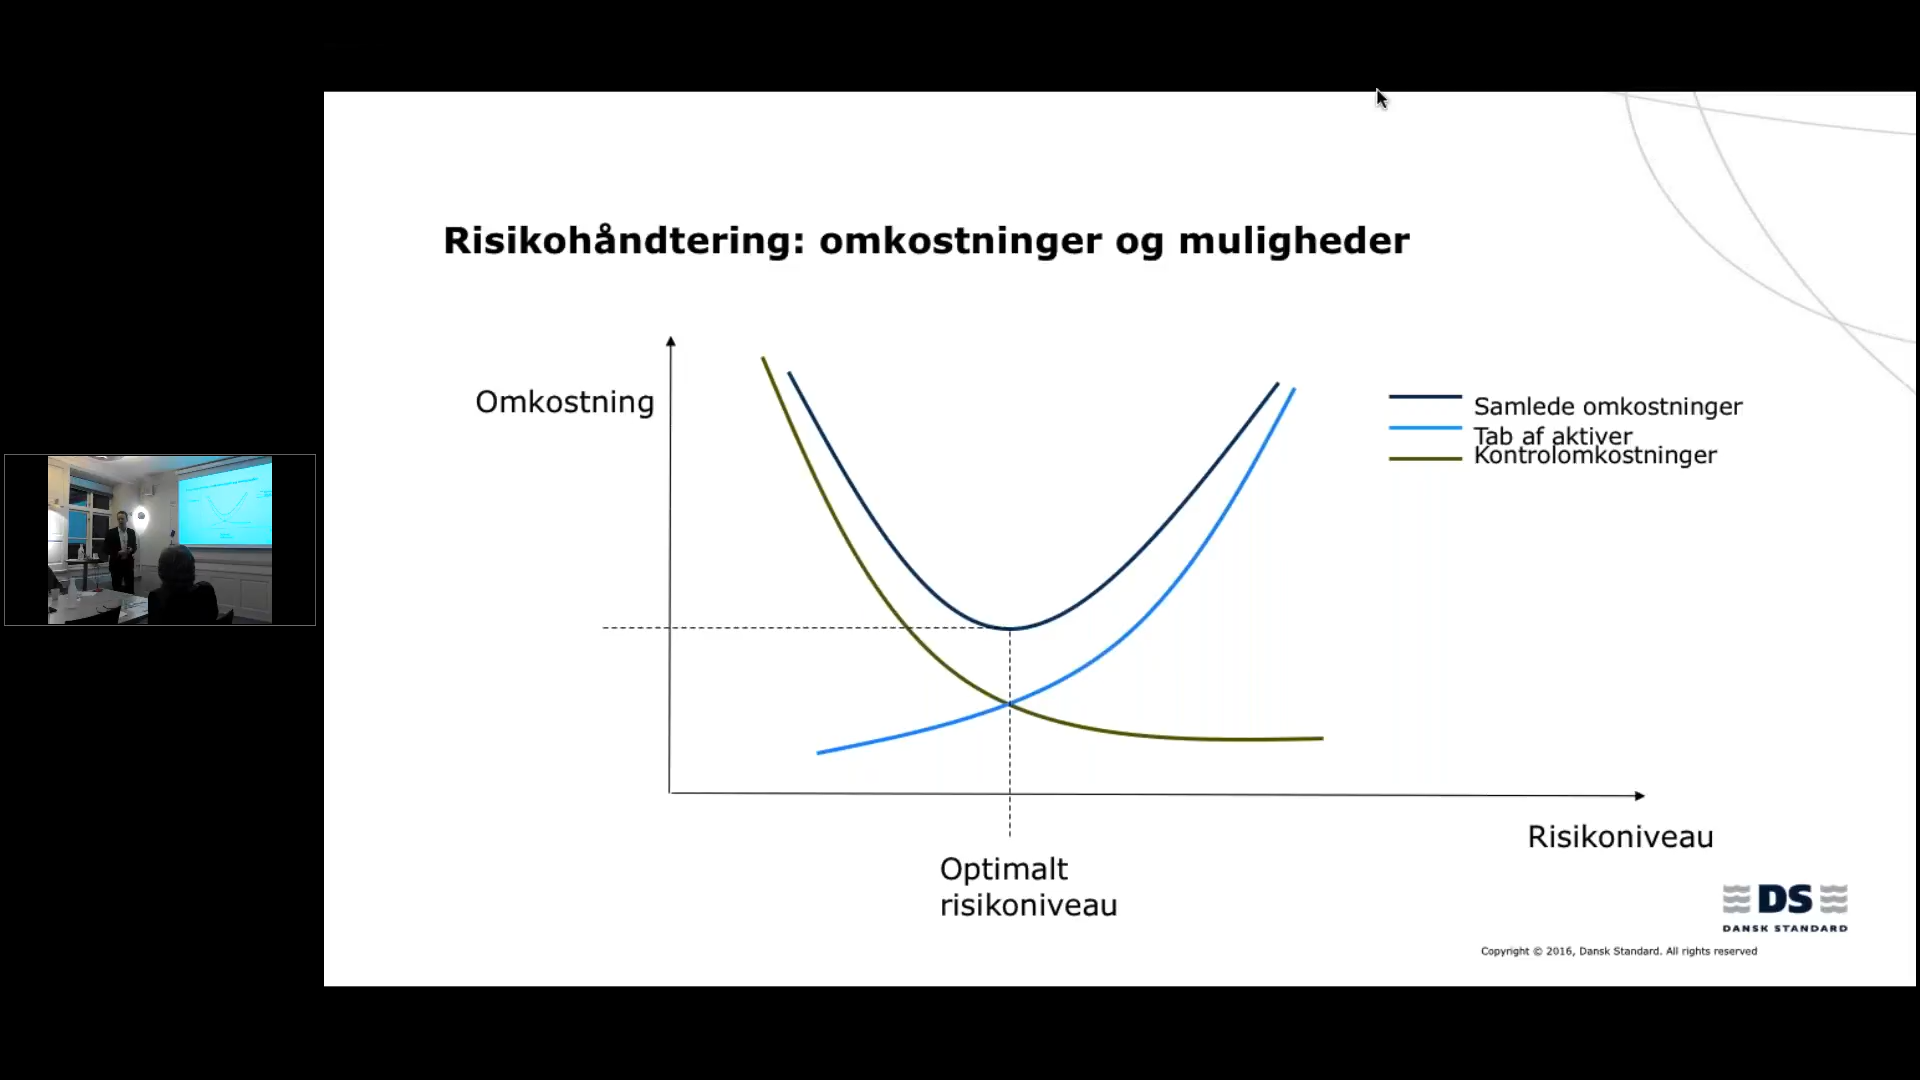 Risikohåndtering: omkostninger og muligheder
Omkostning
Samlede omkostninger
Tab af aktiver
Kontrolomkostninger
Risikoniveau
Optimalt
risikoniveau
DS
DANSK STANDARD
Copyright © 2016, Dansk Standard. All rights reserved